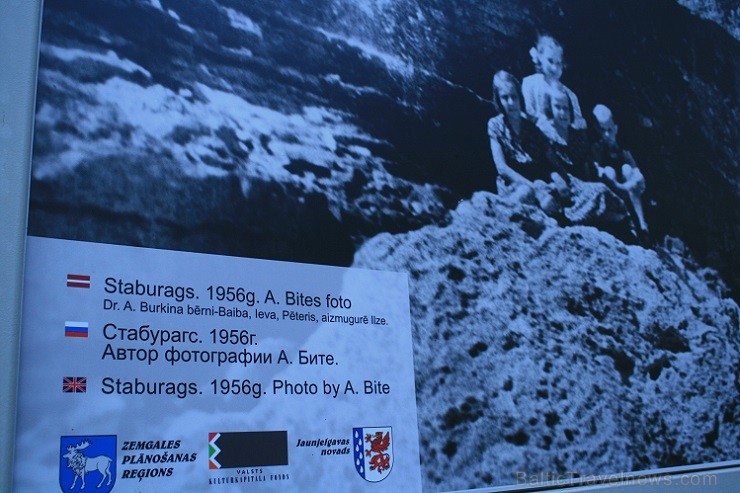 Staburags. 1956g. A. Bites foto
Dr. A. Burkina bērni-Baiba, Ieva, Pēteris, aizmugurē Ilze.
Стабурагс. 1956г.
Автор фотографии А. Бите.
Staburags. 1956g. Photo by A. Bite
ZEMGALES
PLĀNOŠANAS
REĢIONS
VALSTS
KULTŪRKAPITĀLA FONDS
Jaunjelgavas
novads
BalticTravelnews.com